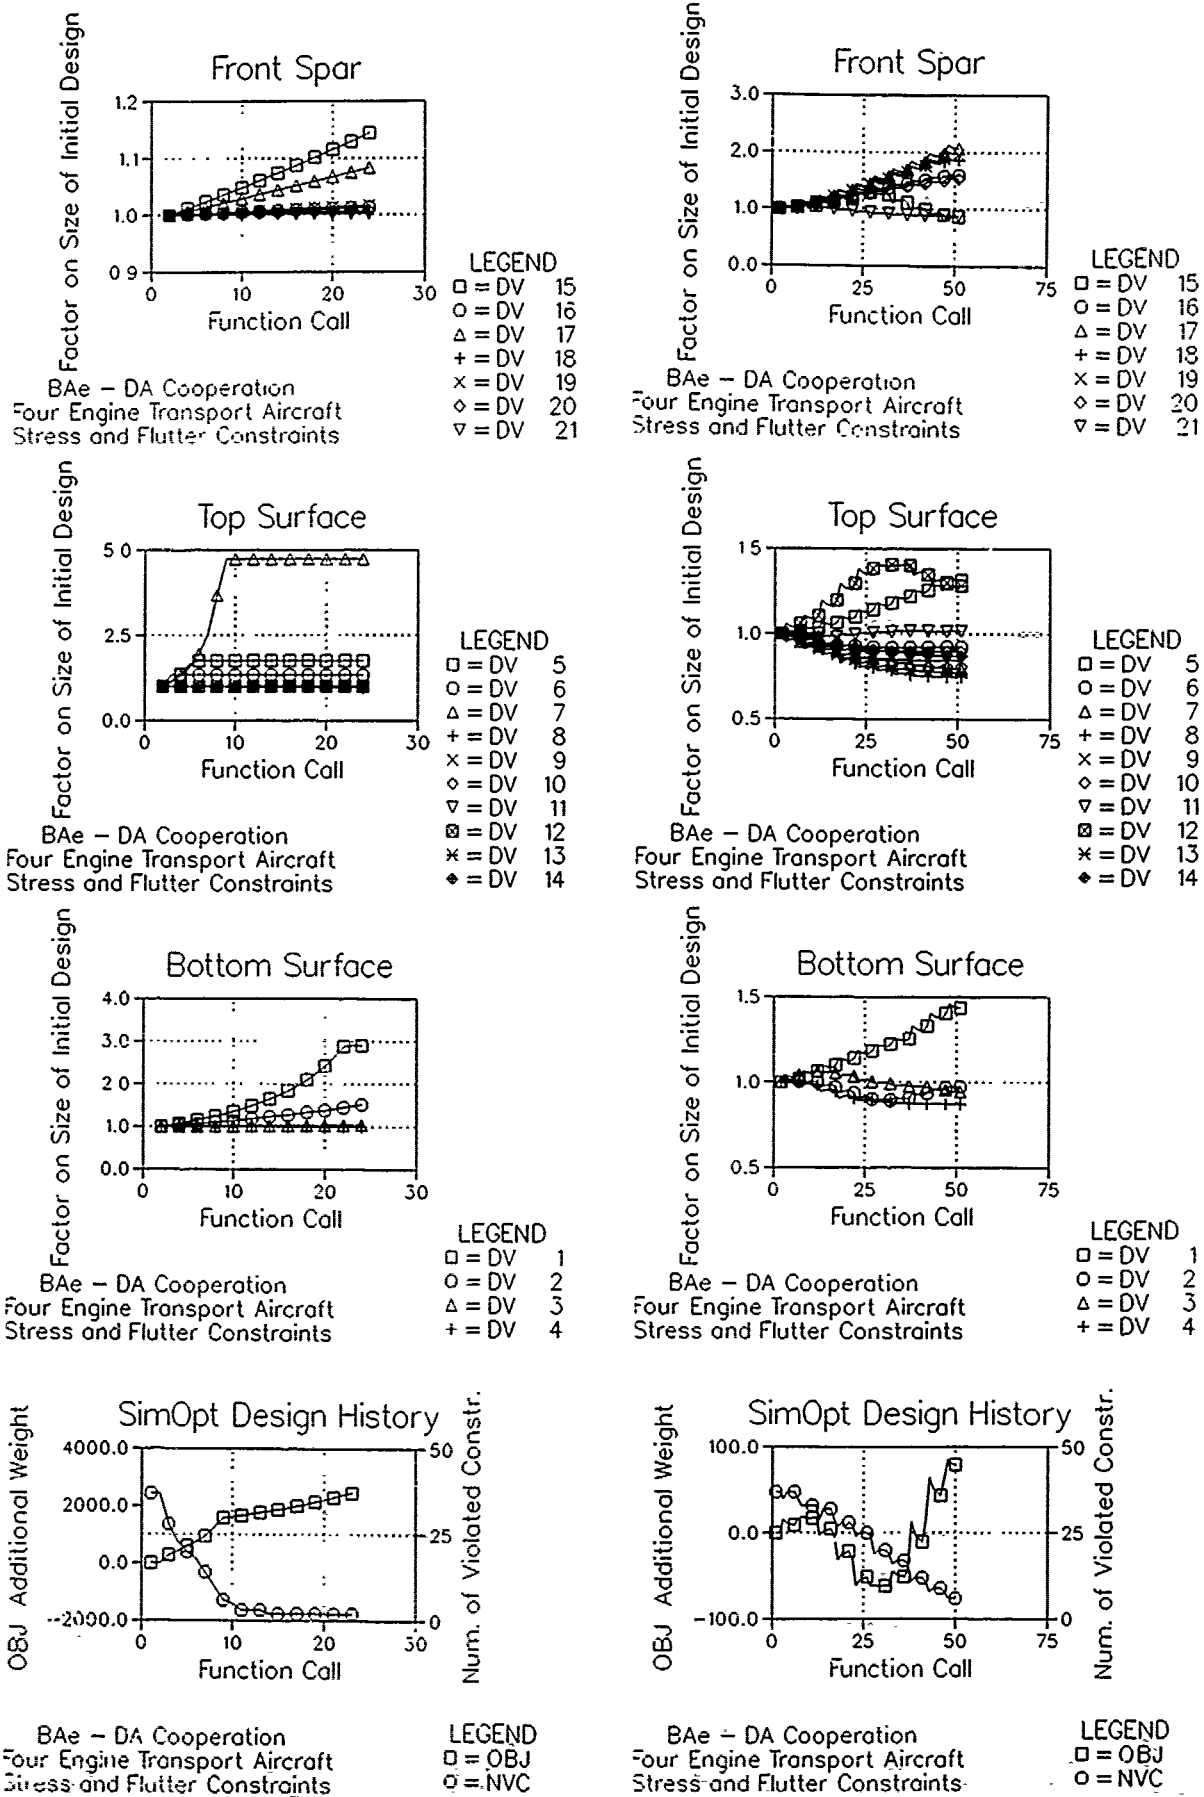 Front Spar
Factor on Size of Initial Design
1.2
1.1
1.0
0 9
0
10
20
30
Function Call
LEGEND
□ = DV 15
○ = DV 16
△ = DV 17
+ = DV 18
× = DV 19
◇ = DV 20
▽ = DV 21
BAe – DA Cooperation
Four Engine Transport Aircraft
Stress and Flutter Constraints
Front Spar
Factor on Size of Initial Design
3.0
2.0
1.0
0.0
0
25
50
75
Function Call
LEGEND
□ = DV 15
○ = DV 16
△ = DV 17
+ = DV 18
× = DV 19
◇ = DV 20
▽ = DV 21
BAe – DA Cooperation
Four Engine Transport Aircraft
Stress and Flutter Constraints
Top Surface
Factor on Size of Initial Design
5 0
2.5
0.0
0
10
20
30
Function Call
LEGEND
□ = DV 5
○ = DV 6
△ = DV 7
+ = DV 8
× = DV 9
◇ = DV 10
▽ = DV 11
⊠ = DV 12
✳ = DV 13
◆ = DV 14
BAe – DA Cooperation
Four Engine Transport Aircraft
Stress and Flutter Constraints
Top Surface
Factor on Size of Initial Design
1 5
1.0
0.5
0
25
50
75
Function Call
LEGEND
□ = DV 5
○ = DV 6
△ = DV 7
+ = DV 8
× = DV 9
◇ = DV 10
▽ = DV 11
⊠ = DV 12
✳ = DV 13
◆ = DV 14
BAe – DA Cooperation
Four Engine Transport Aircraft
Stress and Flutter Constraints
Bottom Surface
Factor on Size of Initial Design
4.0
3.0
2 0
1.0
0.0
0
10
20
30
Function Call
LEGEND
□ = DV 1
○ = DV 2
△ = DV 3
+ = DV 4
BAe – DA Cooperation
Four Engine Transport Aircraft
Stress and Flutter Constraints
Bottom Surface
Factor on Size of Initial Design
1.5
1.0
0.5
0
25
50
75
Function Call
LEGEND
□ = DV 1
○ = DV 2
△ = DV 3
+ = DV 4
BAe – DA Cooperation
Four Engine Transport Aircraft
Stress and Flutter Constraints
SimOpt Design History
OBJ Additional Weight
4000.0
2000.0
0.0
-2000.0
50
25
0
Num. of Violated Constr.
0
10
20
30
Function Call
BAe – DA Cooperation
Four Engine Transport Aircraft
Stress and Flutter Constraints
LEGEND
□ = OBJ
○ = NVC
SimOpt Design History
OBJ Additional Weight
100.0
0.0
-100.0
50
25
0
Num. of Violated Constr.
0
25
50
75
Function Call
BAe – DA Cooperation
Four Engine Transport Aircraft
Stress and Flutter Constraints
LEGEND
□ = OBJ
○ = NVC